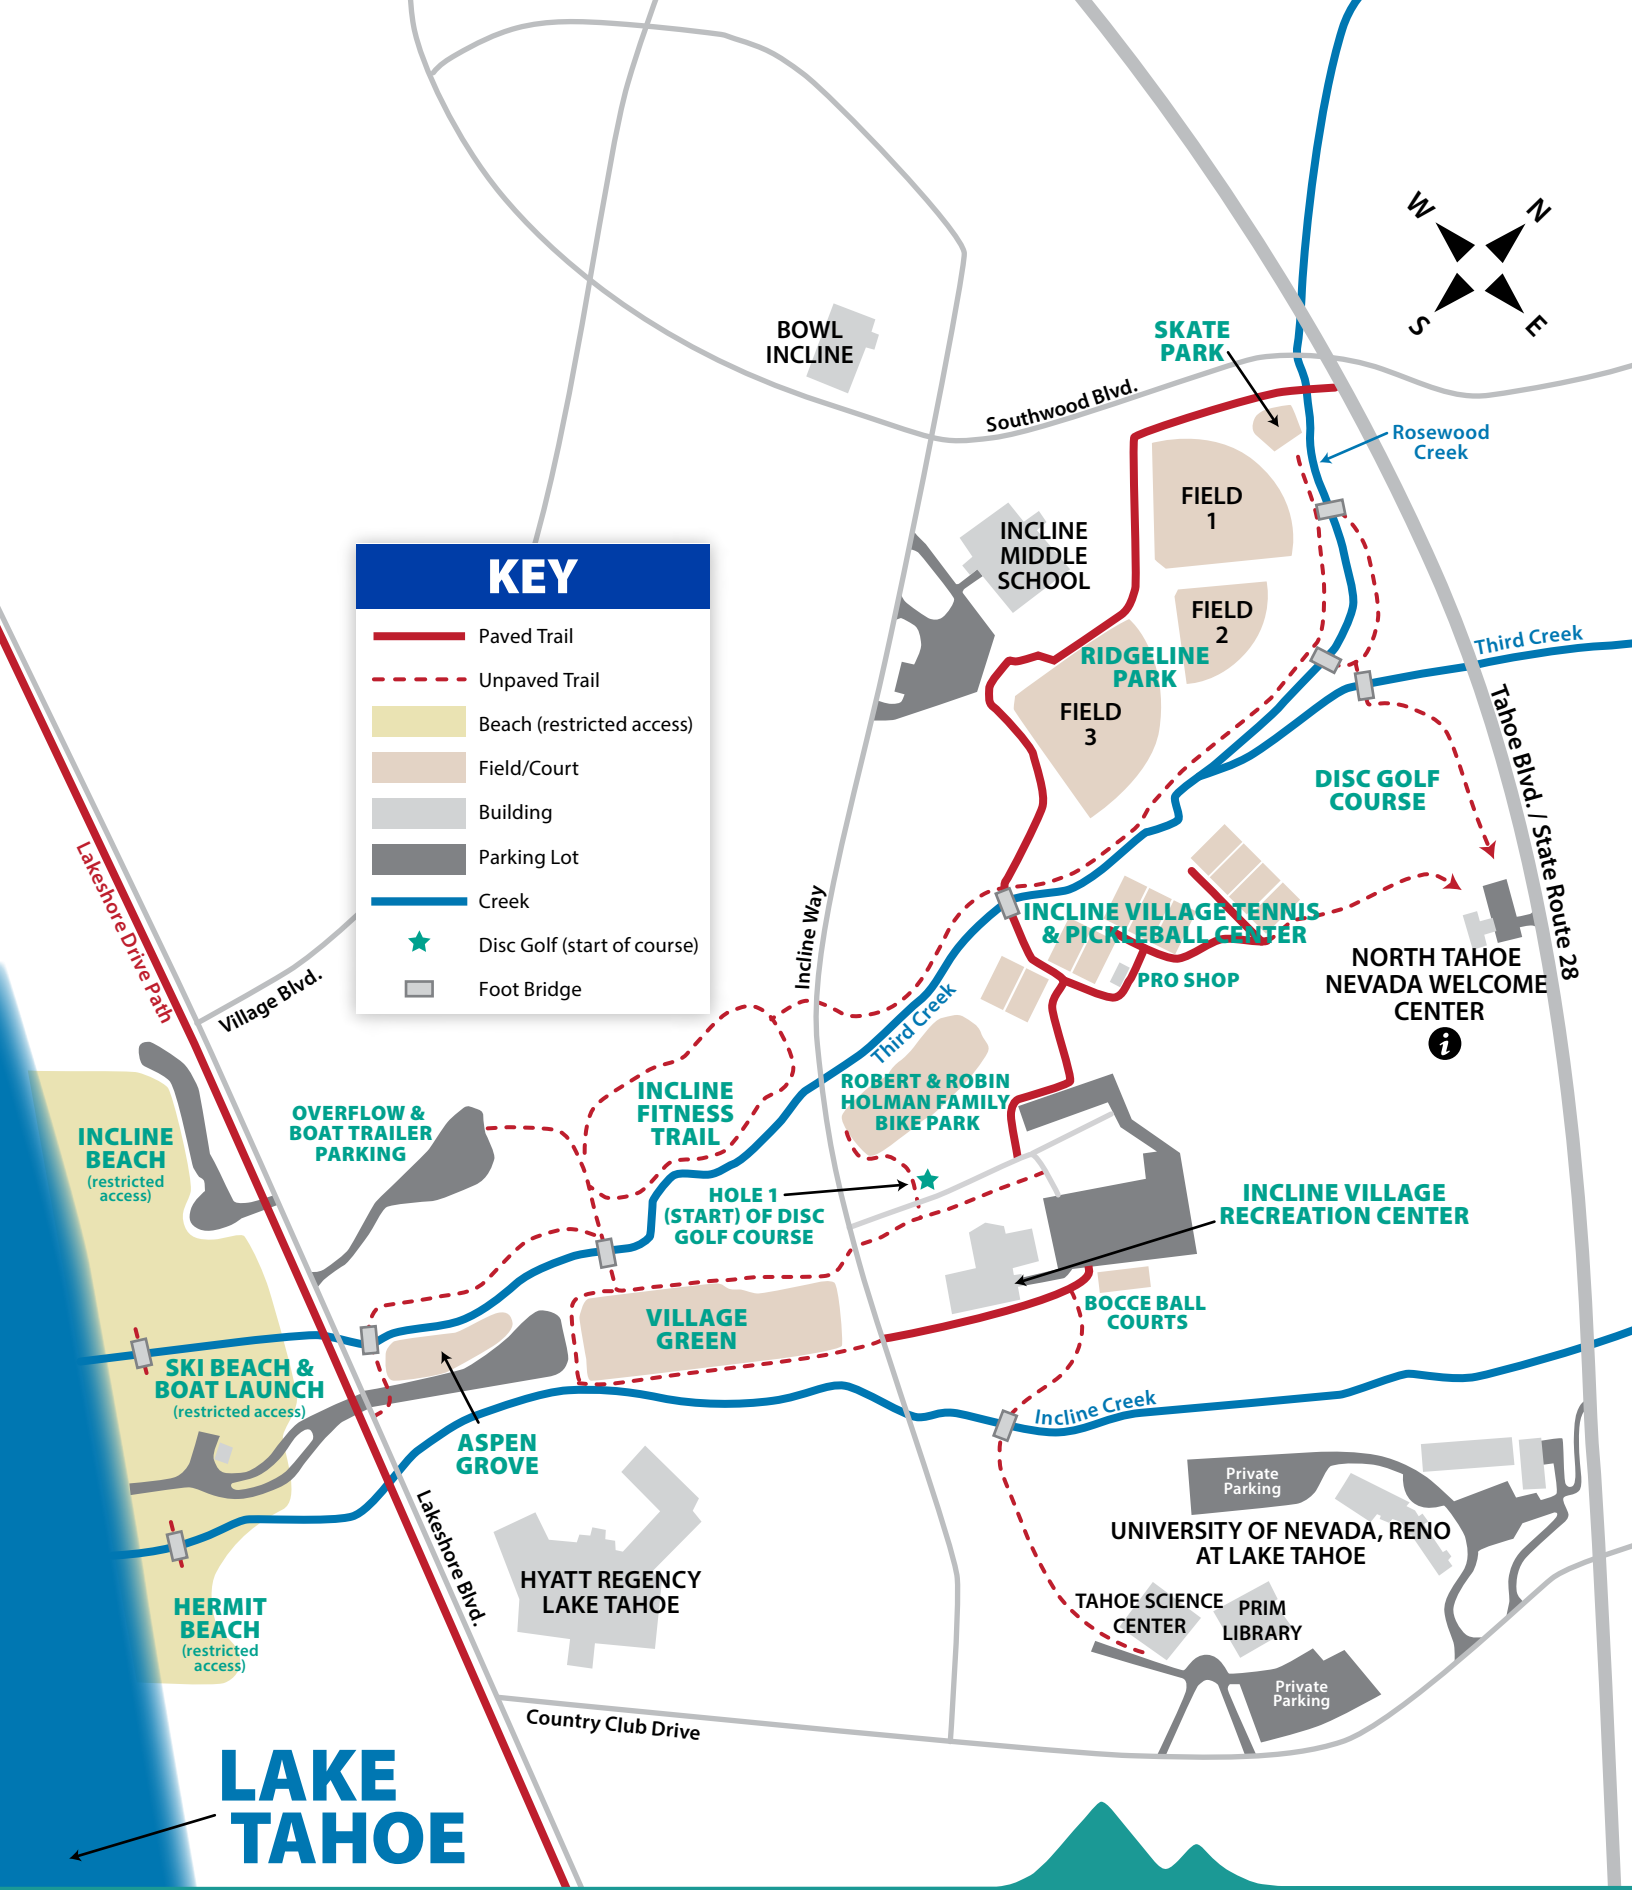 W
N
S
E
BOWL
INCLINE
SKATE
PARK
Southwood Blvd.
Rosewood
Creek
FIELD
1
INCLINE
MIDDLE
SCHOOL
FIELD
2
RIDGELINE
PARK
FIELD
3
Third Creek
Tahoe Blvd. / State Route 28
DISC GOLF
COURSE
KEY
Paved Trail
Unpaved Trail
Beach (restricted access)
Field/Court
Building
Parking Lot
Creek
Disc Golf (start of course)
Foot Bridge
Lakeshore Drive Path
Village Blvd.
Incline Way
INCLINE VILLAGE TENNIS
& PICKLEBALL CENTER
PRO SHOP
NORTH TAHOE
NEVADA WELCOME
CENTER
i
Third Creek
ROBERT & ROBIN
HOLMAN FAMILY
BIKE PARK
INCLINE
FITNESS
TRAIL
OVERFLOW &
BOAT TRAILER
PARKING
INCLINE
BEACH
(restricted
access)
HOLE 1
(START) OF DISC
GOLF COURSE
INCLINE VILLAGE
RECREATION CENTER
BOCCE BALL
COURTS
VILLAGE
GREEN
SKI BEACH &
BOAT LAUNCH
(restricted access)
ASPEN
GROVE
Incline Creek
Lakeshore Blvd.
HERMIT
BEACH
(restricted
access)
HYATT REGENCY
LAKE TAHOE
Private
Parking
UNIVERSITY OF NEVADA, RENO
AT LAKE TAHOE
TAHOE SCIENCE
CENTER
PRIM
LIBRARY
Private
Parking
Country Club Drive
LAKE
TAHOE